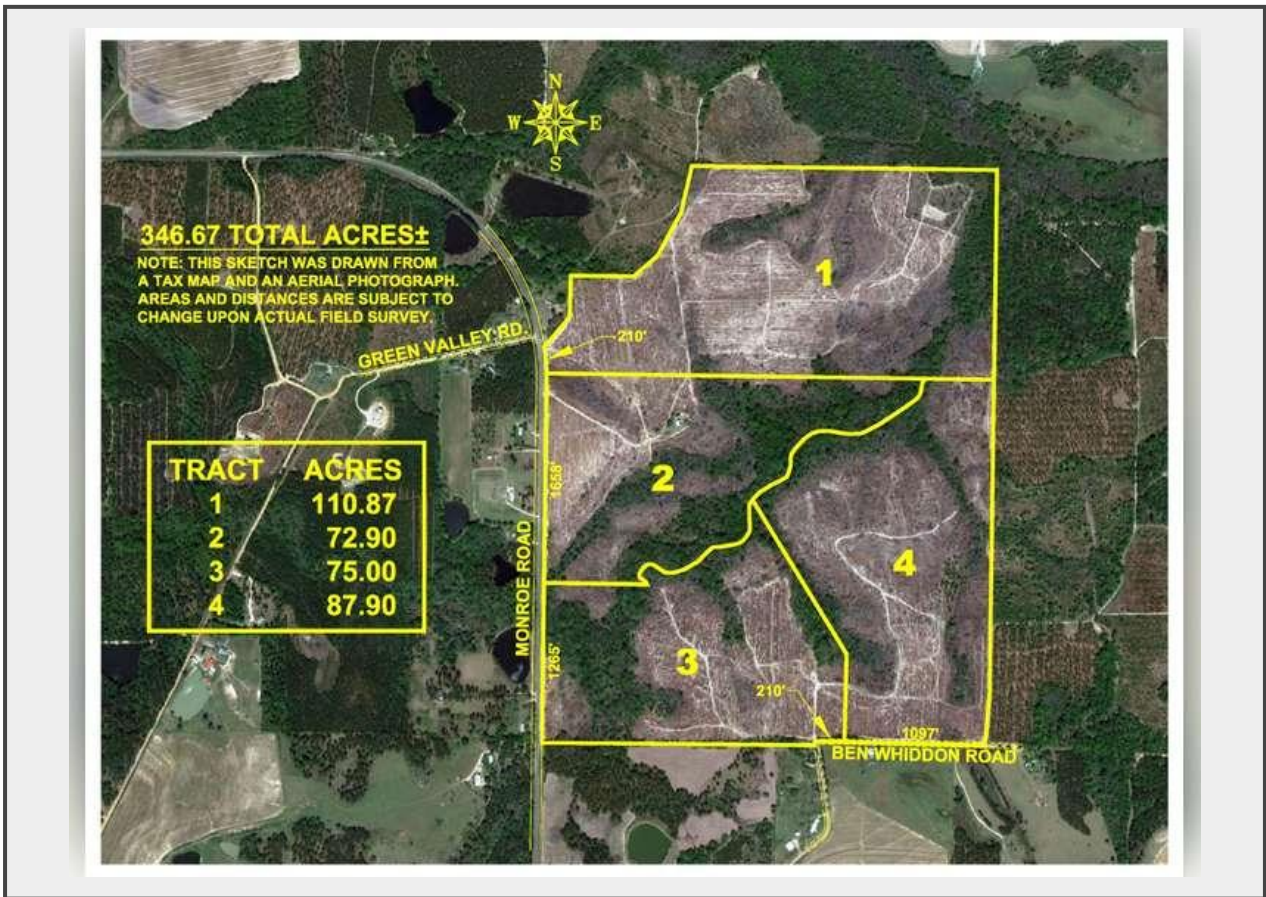 N
W E
S
346.67 TOTAL ACRES±
NOTE: THIS SKETCH WAS DRAWN FROM
A TAX MAP AND AN AERIAL PHOTOGRAPH.
AREAS AND DISTANCES ARE SUBJECT TO
CHANGE UPON ACTUAL FIELD SURVEY.
GREEN VALLEY RD.
210'
1
TRACT ACRES
1 110.87
2 72.90
3 75.00
4 87.90
2
1658'
MONROE ROAD
4
3
1265'
210'
1097'
BEN WHIDDON ROAD